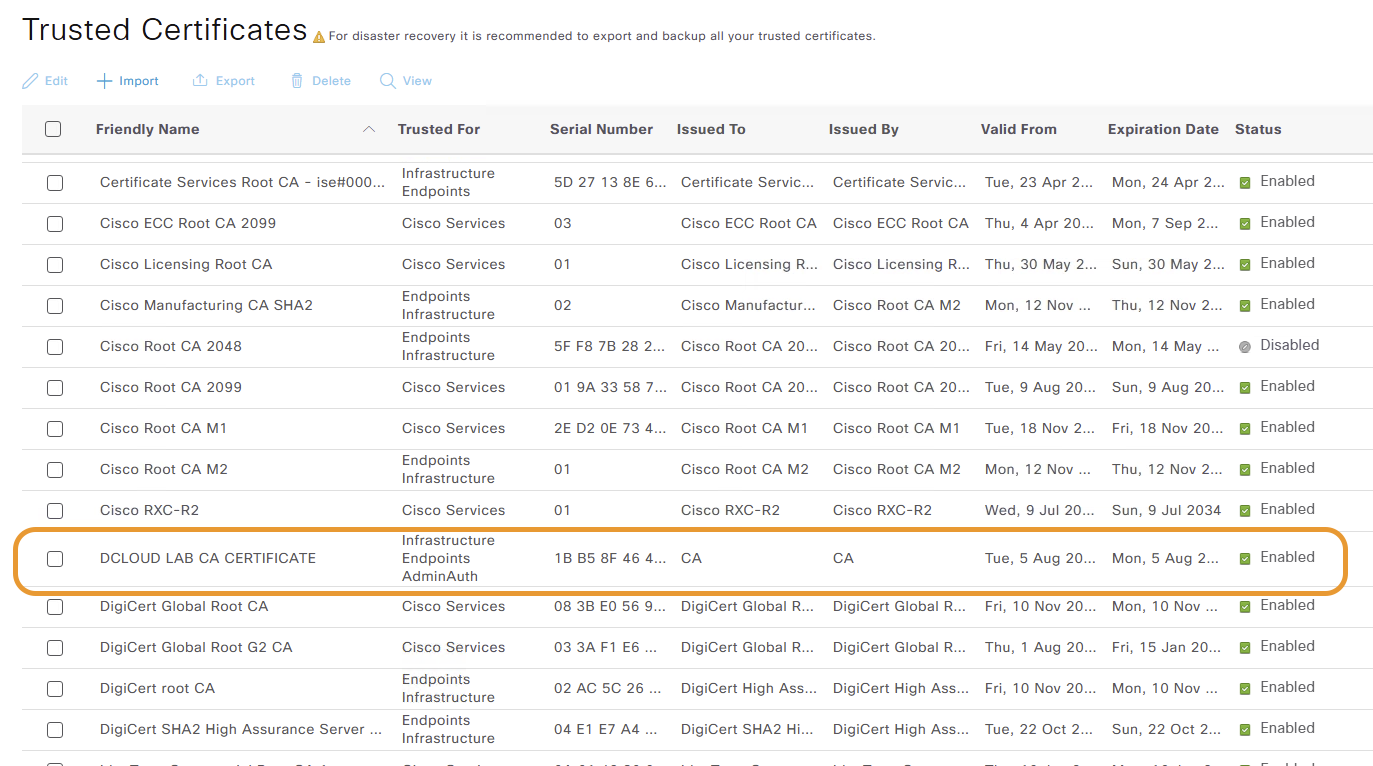 Trusted Certificates For disaster recovery it is recommended to export and backup all your trusted certificates.
Edit Import Export Delete View
Friendly Name Trusted For Serial Number Issued To Issued By Valid From Expiration Date Status
Certificate Services Root CA - ise#000... Infrastructure Endpoints 5D 27 13 8E 6... Certificate Servic... Certificate Servic... Tue, 23 Apr 2... Mon, 24 Apr 2... Enabled
Cisco ECC Root CA 2099 Cisco Services 03 Cisco ECC Root CA Cisco ECC Root CA Thu, 4 Apr 20... Mon, 7 Sep 2... Enabled
Cisco Licensing Root CA Cisco Services 01 Cisco Licensing R... Cisco Licensing R... Thu, 30 May 2... Sun, 30 May 2... Enabled
Cisco Manufacturing CA SHA2 Endpoints Infrastructure 02 Cisco Manufactur... Cisco Root CA M2 Mon, 12 Nov ... Thu, 12 Nov 2... Enabled
Cisco Root CA 2048 Endpoints Infrastructure 5F F8 7B 28 2... Cisco Root CA 20... Cisco Root CA 20... Fri, 14 May 20... Mon, 14 May ... Disabled
Cisco Root CA 2099 Cisco Services 01 9A 33 58 7... Cisco Root CA 20... Cisco Root CA 20... Tue, 9 Aug 20... Sun, 9 Aug 20... Enabled
Cisco Root CA M1 Cisco Services 2E D2 0E 73 4... Cisco Root CA M1 Cisco Root CA M1 Tue, 18 Nov 2... Fri, 18 Nov 20... Enabled
Cisco Root CA M2 Endpoints Infrastructure 01 Cisco Root CA M2 Cisco Root CA M2 Mon, 12 Nov ... Thu, 12 Nov 2... Enabled
Cisco RXC-R2 Cisco Services 01 Cisco RXC-R2 Cisco RXC-R2 Wed, 9 Jul 20... Sun, 9 Jul 2034 Enabled
DCLOUD LAB CA CERTIFICATE Infrastructure Endpoints AdminAuth 1B B5 8F 46 4... CA CA Tue, 5 Aug 20... Mon, 5 Aug 2... Enabled
DigiCert Global Root CA Cisco Services 08 3B E0 56 9... DigiCert Global R... DigiCert Global R... Fri, 10 Nov 20... Mon, 10 Nov ... Enabled
DigiCert Global Root G2 CA Cisco Services 03 3A F1 E6 ... DigiCert Global R... DigiCert Global R... Thu, 1 Aug 20... Fri, 15 Jan 20... Enabled
DigiCert root CA Endpoints Infrastructure 02 AC 5C 26 ... DigiCert High Ass... DigiCert High Ass... Fri, 10 Nov 20... Mon, 10 Nov ... Enabled
DigiCert SHA2 High Assurance Server ... Endpoints Infrastructure 04 E1 E7 A4 ... DigiCert SHA2 Hi... DigiCert High Ass... Tue, 22 Oct 2... Sun, 22 Oct 2... Enabled